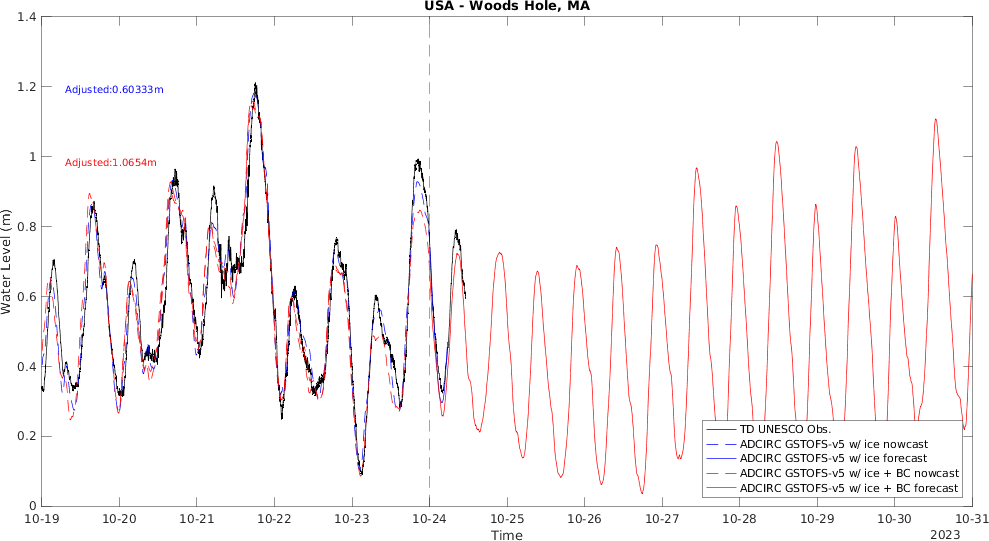 USA - Woods Hole, MA
1.4
1.2
1
0.8
0.6
0.4
0.2
0
Water Level (m)
Adjusted:0.60333m
Adjusted:1.0654m
TD UNESCO Obs.
ADCIRC GSTOFS-v5 w/ ice nowcast
ADCIRC GSTOFS-v5 w/ ice forecast
ADCIRC GSTOFS-v5 w/ ice + BC nowcast
ADCIRC GSTOFS-v5 w/ ice + BC forecast
10-19 10-20 10-21 10-22 10-23 10-24 10-25 10-26 10-27 10-28 10-29 10-30 10-31
Time
2023